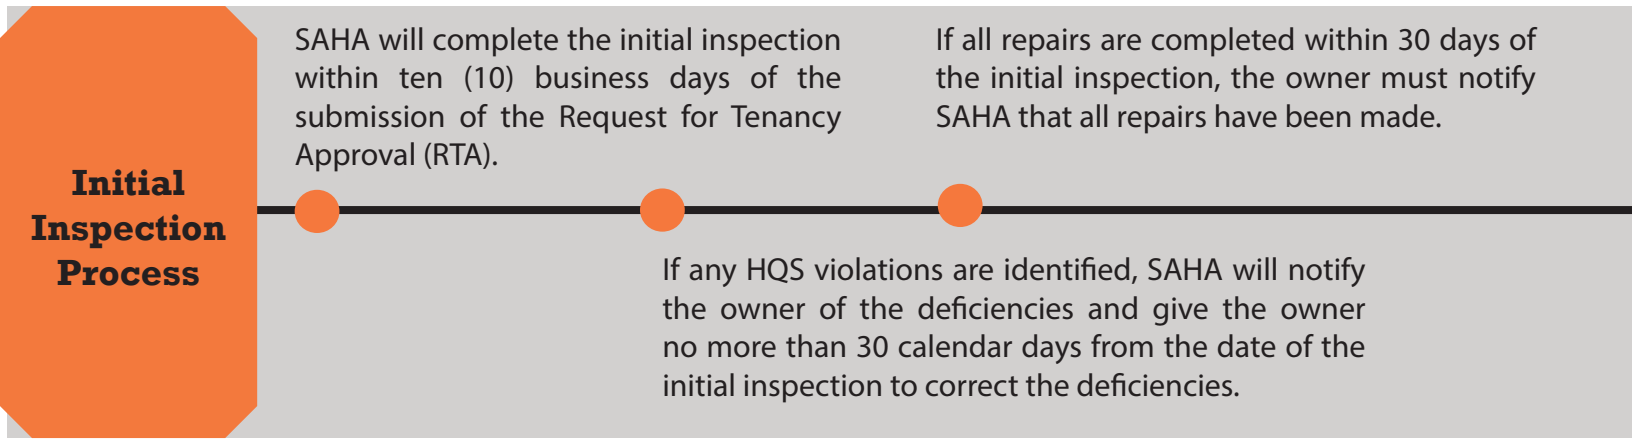 Initial
Inspection
Process
SAHA will complete the initial inspection
within ten (10) business days of the
submission of the Request for Tenancy
Approval (RTA).
If any HQS violations are identified, SAHA will notify
the owner of the deficiencies and give the owner
no more than 30 calendar days from the date of the
initial inspection to correct the deficiencies.
If all repairs are completed within 30 days of
the initial inspection, the owner must notify
SAHA that all repairs have been made.